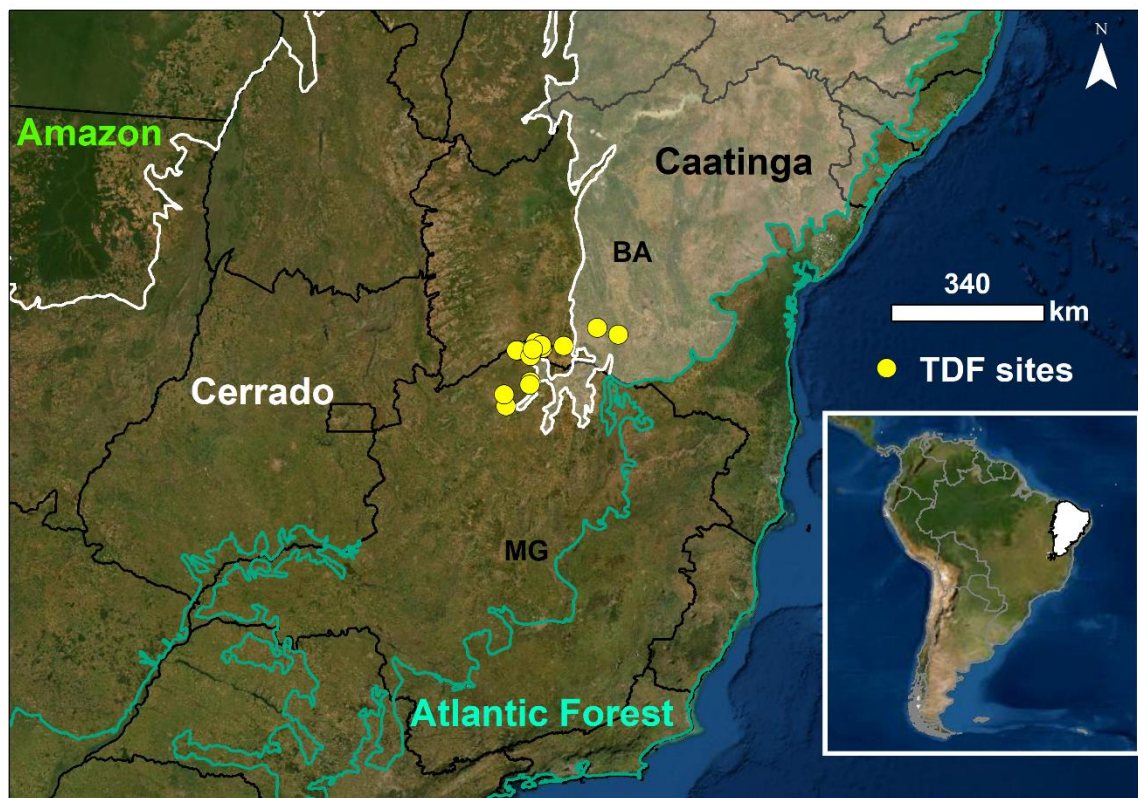 N
Amazon
Caatinga
BA
340
km
TDF sites
Cerrado
MG
Atlantic Forest